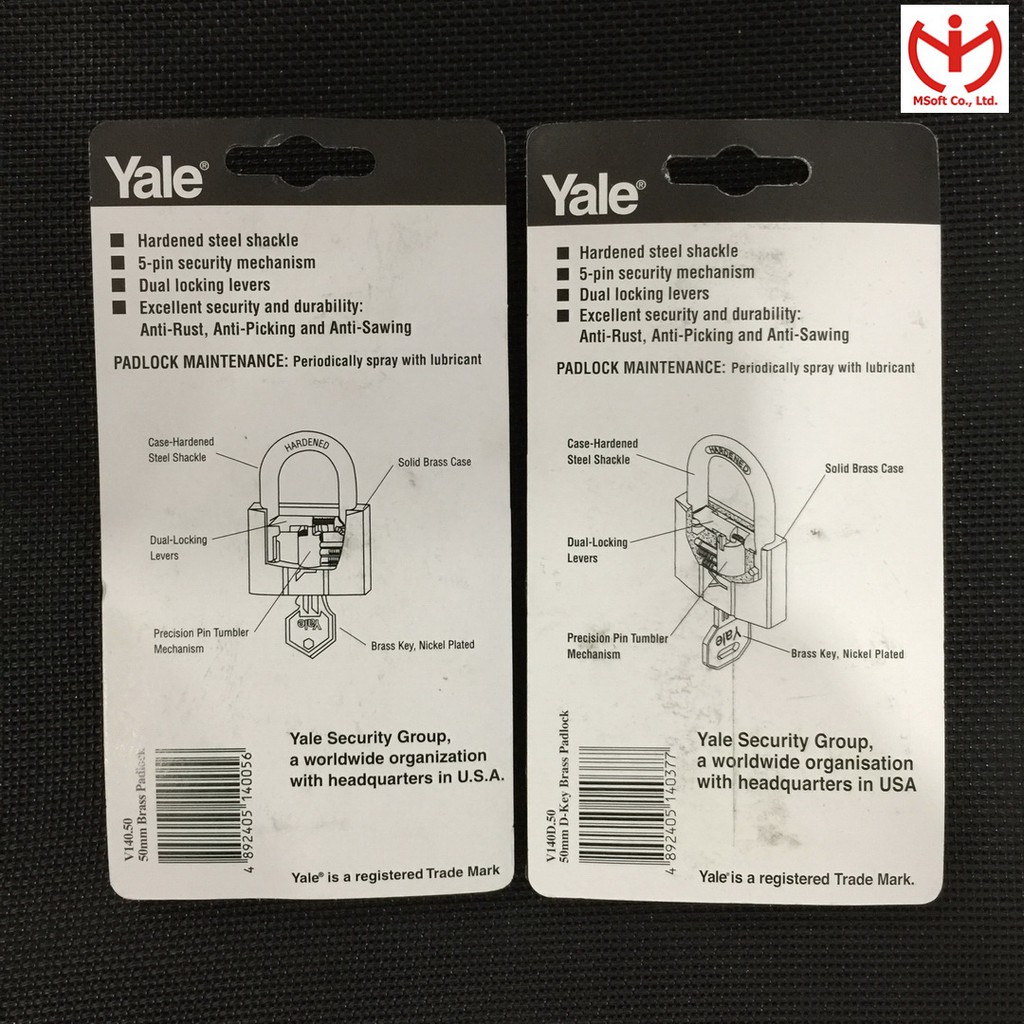 MSoft Co., Ltd.
Yale®
Hardened steel shackle
5-pin security mechanism
Dual locking levers
Excellent security and durability:
Anti-Rust, Anti-Picking and Anti-Sawing
PADLOCK MAINTENANCE: Periodically spray with lubricant
HARDENED
Case-Hardened
Steel Shackle
Solid Brass Case
Dual-Locking
Levers
Precision Pin Tumbler
Mechanism
Yale
Brass Key, Nickel Plated
Yale Security Group,
a worldwide organization
with headquarters in U.S.A.
V140.50
50mm Brass Padlock
4 892405 140056
Yale® is a registered Trade Mark
Yale®
Hardened steel shackle
5-pin security mechanism
Dual locking levers
Excellent security and durability:
Anti-Rust, Anti-Picking and Anti-Sawing
PADLOCK MAINTENANCE: Periodically spray with lubricant
HARDENED
Case-Hardened
Steel Shackle
Solid Brass Case
Dual-Locking
Levers
Precision Pin Tumbler
Mechanism
Yale
Brass Key, Nickel Plated
Yale Security Group,
a worldwide organisation
with headquarters in USA
V140D.50
50mm D-Key Brass Padlock
4 892405 140377
Yale® is a registered Trade Mark.